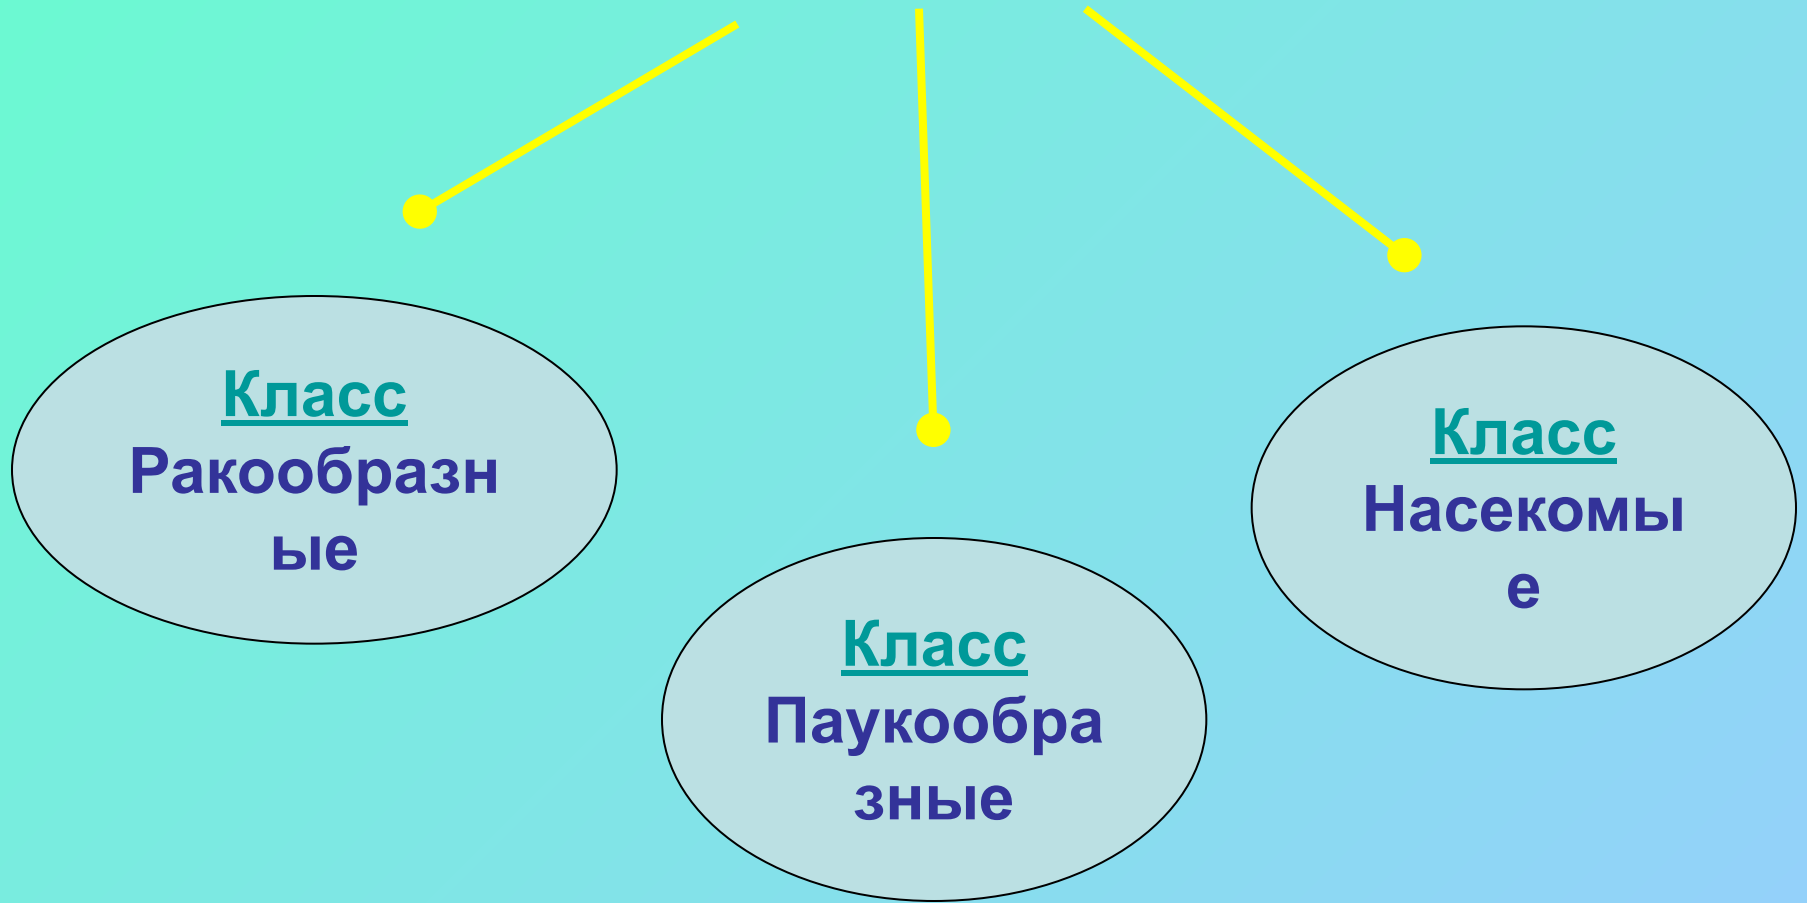 Класс
Ракообразн
ые
Класс
Паукообра
зные
Класс
Насекомы
е